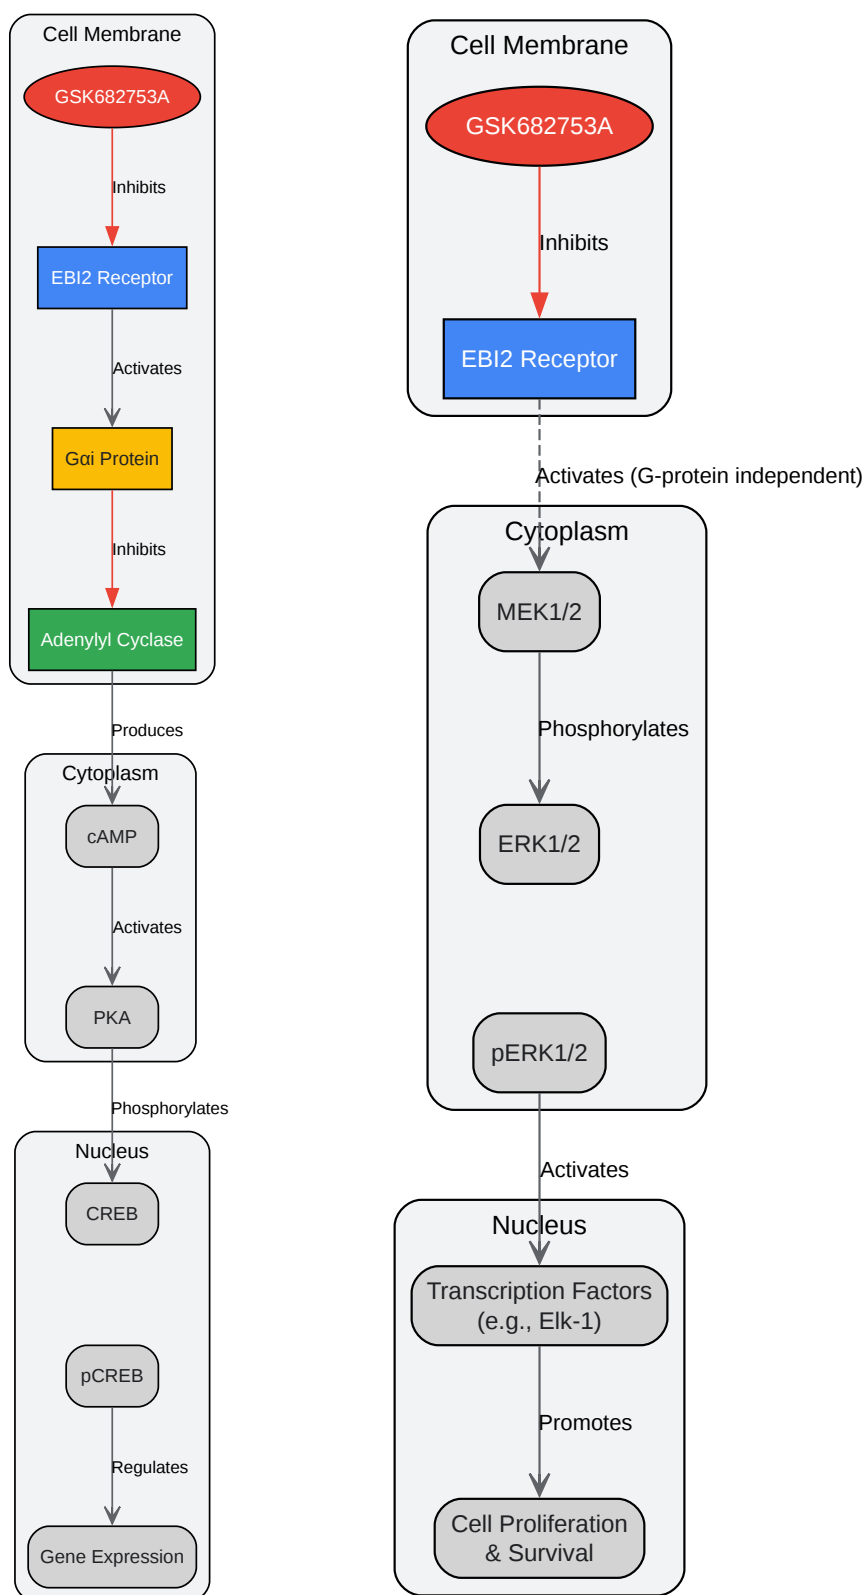 Cell Membrane
GSK682753A
Inhibits
EBI2 Receptor
Activates
Gαi Protein
Inhibits
Adenylyl Cyclase
Produces
Cytoplasm
cAMP
Activates
PKA
Phosphorylates
Nucleus
CREB
pCREB
Regulates
Gene Expression
Cell Membrane
GSK682753A
Inhibits
EBI2 Receptor
Activates (G-protein independent)
Cytoplasm
MEK1/2
Phosphorylates
ERK1/2
pERK1/2
Activates
Nucleus
Transcription Factors
(e.g., Elk-1)
Promotes
Cell Proliferation
& Survival